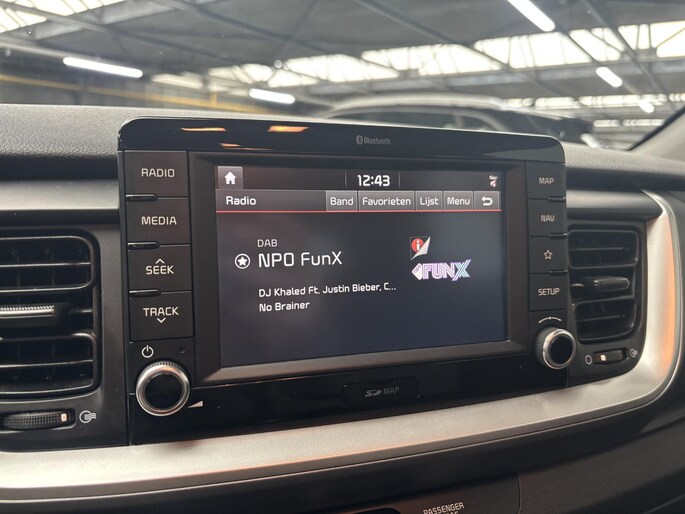 Bluetooth
RADIO
MEDIA
SEEK
TRACK
12:43
Radio Band Favorieten Lijst Menu
DAB
NPO FunX
DJ Khaled Ft. Justin Bieber, C...
No Brainer
i
FUNX
MAP
NAV
SETUP
SD MAP
PASSENGER